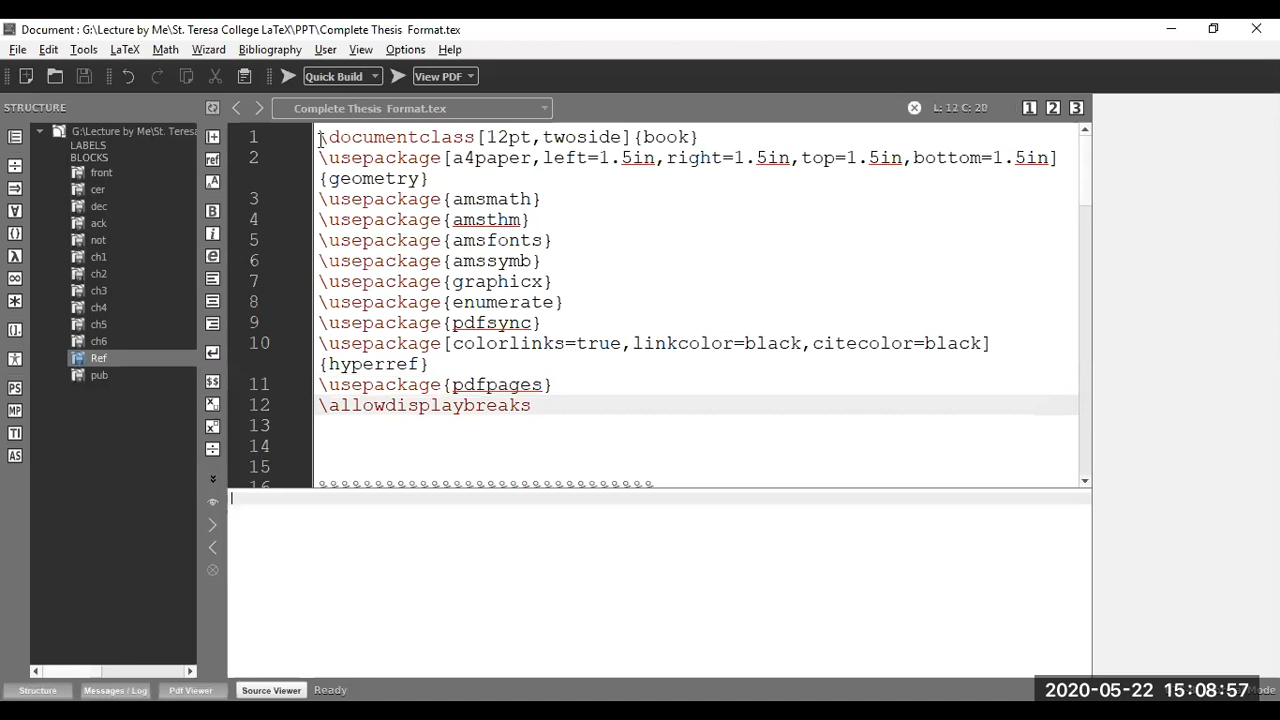 Document : G:\Lecture by Me\St. Teresa College LaTeX\PPT\Complete Thesis Format.tex
File Edit Tools LaTeX Math Wizard Bibliography User View Options Help
Quick Build View PDF
STRUCTURE
Complete Thesis Format.tex
L: 12 C: 20
1 2 3
G:\Lecture by Me\St. Teresa
LABELS
BLOCKS
front
cer
dec
ack
not
ch1
ch2
ch3
ch4
ch5
ch6
Ref
pub
1 \documentclass[12pt,twoside]{book}
2 \usepackage[a4paper,left=1.5in,right=1.5in,top=1.5in,bottom=1.5in]
{geometry}
3 \usepackage{amsmath}
4 \usepackage{amsthm}
5 \usepackage{amsfonts}
6 \usepackage{amssymb}
7 \usepackage{graphicx}
8 \usepackage{enumerate}
9 \usepackage{pdfsync}
10 \usepackage[colorlinks=true,linkcolor=black,citecolor=black]
{hyperref}
11 \usepackage{pdfpages}
12 \allowdisplaybreaks
13
14
15
16 %%%%%%%%%%%%%%%%%%%%%%%%%%%%%%
Structure Messages / Log Pdf Viewer Source Viewer Ready
2020-05-22 15:08:57 Mode